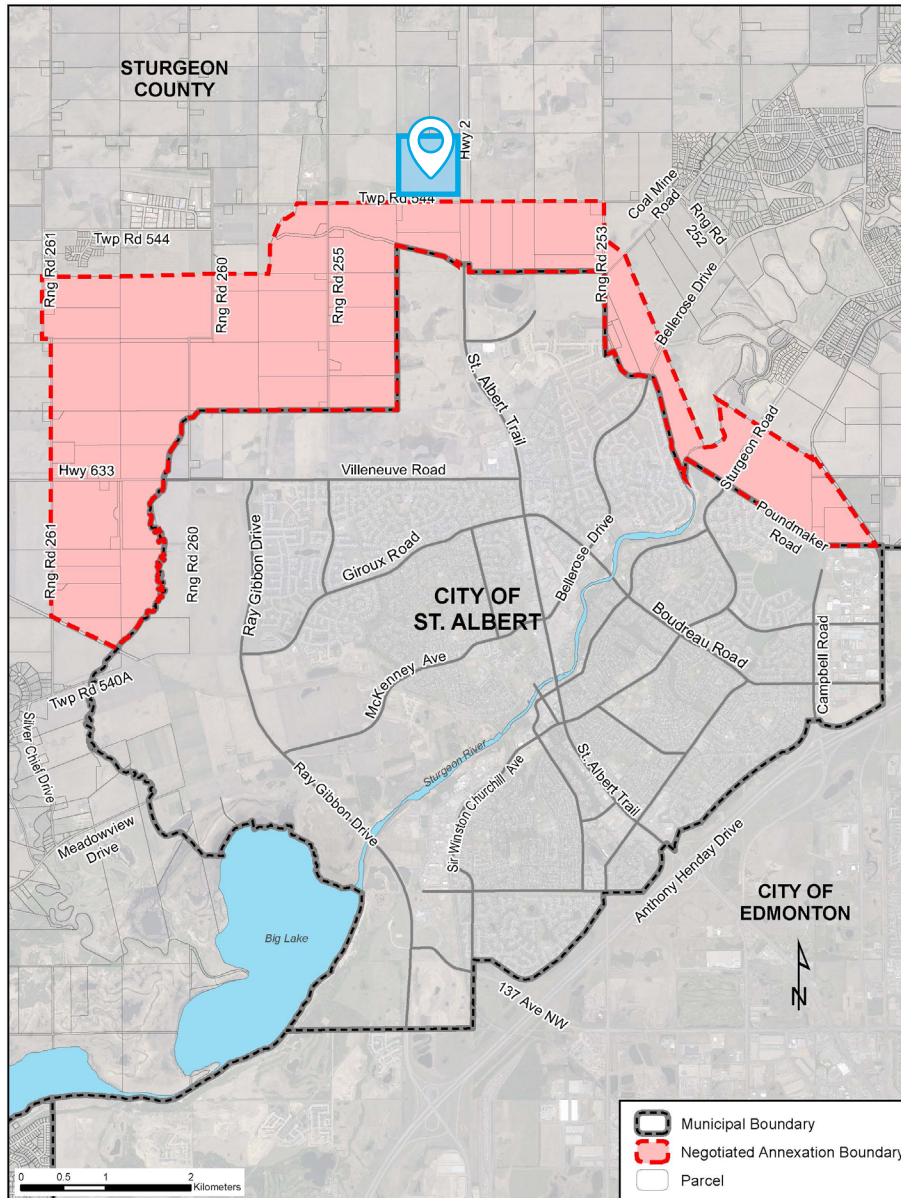 STURGEON
COUNTY
Hwy 2
Twp Rd 544
Coal Mine
Road
Rng Rd
252
Twp Rd 544
Rng Rd 261
Rng Rd 260
Rng Rd 255
Rng Rd 253
Bellerose Drive
St. Albert Trail
Hwy 633
Villeneuve Road
Sturgeon Road
Poundmaker
Road
Rng Rd 261
Rng Rd 260
Ray Gibbon Drive
Giroux Road
Bellerose Drive
CITY OF
ST. ALBERT
Boudreau Road
Campbell Road
McKenney Ave
Twp Rd 540A
Silver Chief Drive
Sturgeon River
Ray Gibbon Drive
Sir Winston Churchill Ave
St. Albert Trail
Meadowview
Drive
Anthony Henday Drive
CITY OF
EDMONTON
Big Lake
N
137 Ave NW
0 0.5 1 2
Kilometers
Municipal Boundary
Negotiated Annexation Boundary
Parcel